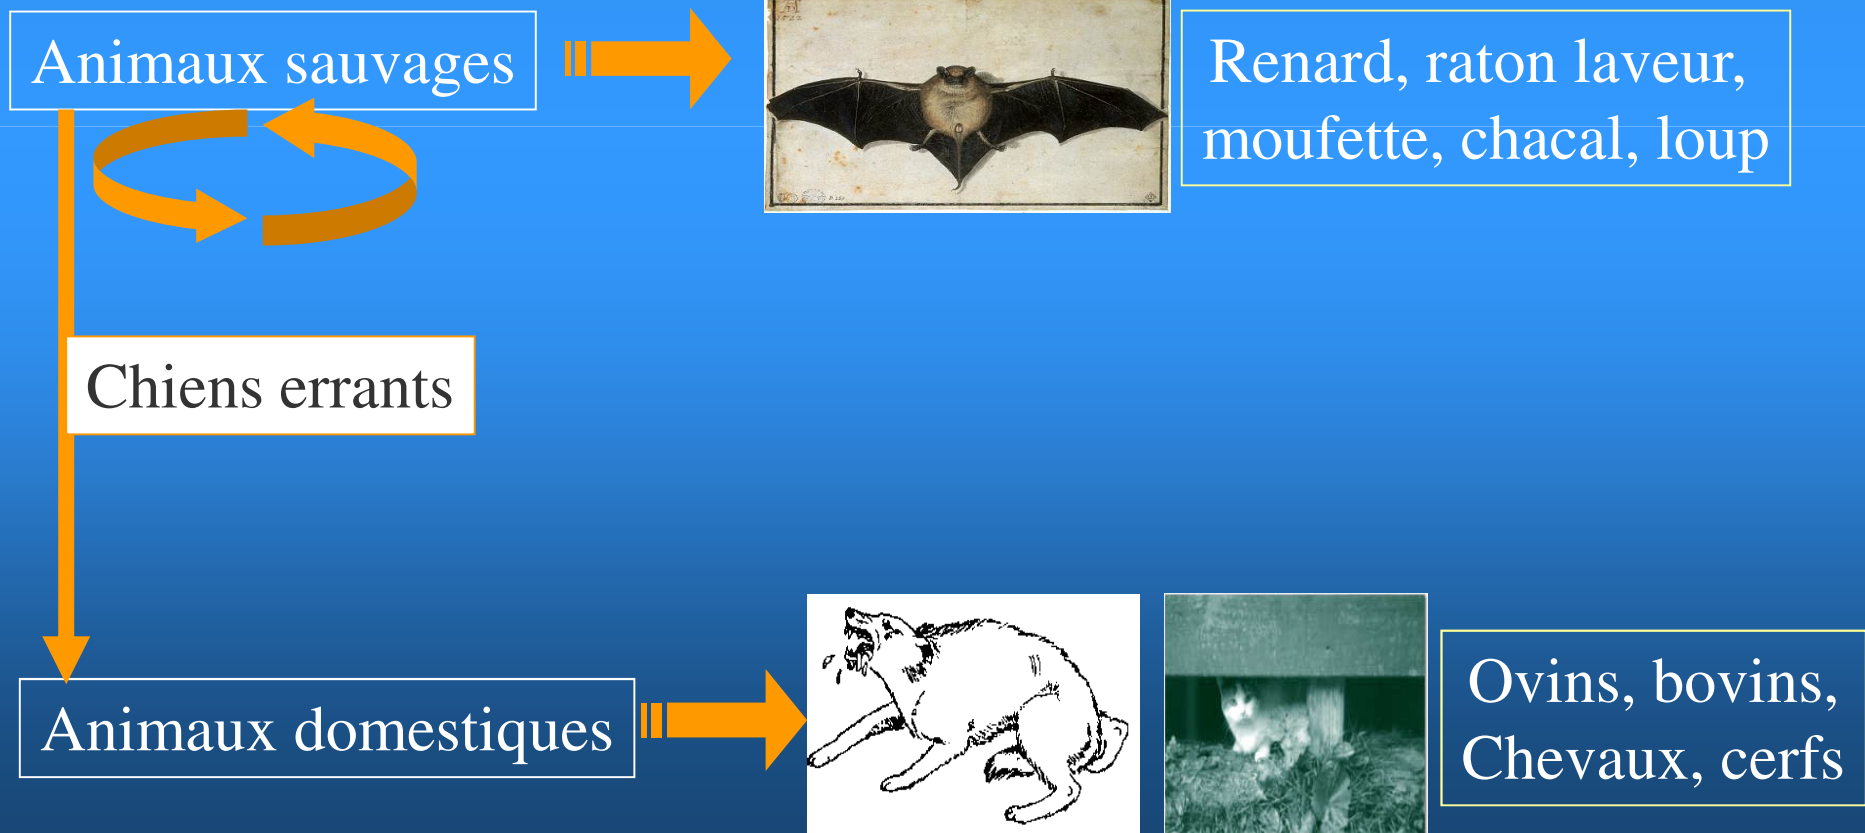 Animaux sauvages
Renard, raton laveur,
moufette, chacal, loup
Chiens errants
Animaux domestiques
Ovins, bovins,
Chevaux, cerfs